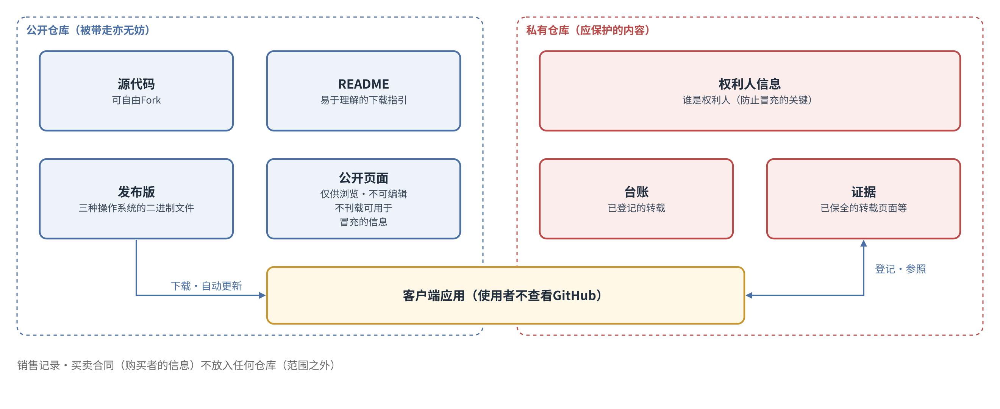 公开仓库（被带走亦无妨）
源代码
可自由Fork
README
易于理解的下载指引
发布版
三种操作系统的二进制文件
公开页面
仅供浏览・不可编辑
不刊载可用于
冒充的信息
私有仓库（应保护的内容）
权利人信息
谁是权利人（防止冒充的关键）
台账
已登记的转载
证据
已保全的转载页面等
下载・自动更新
客户端应用（使用者不查看GitHub）
登记・参照
销售记录・买卖合同（购买者的信息）不放入任何仓库（范围之外）